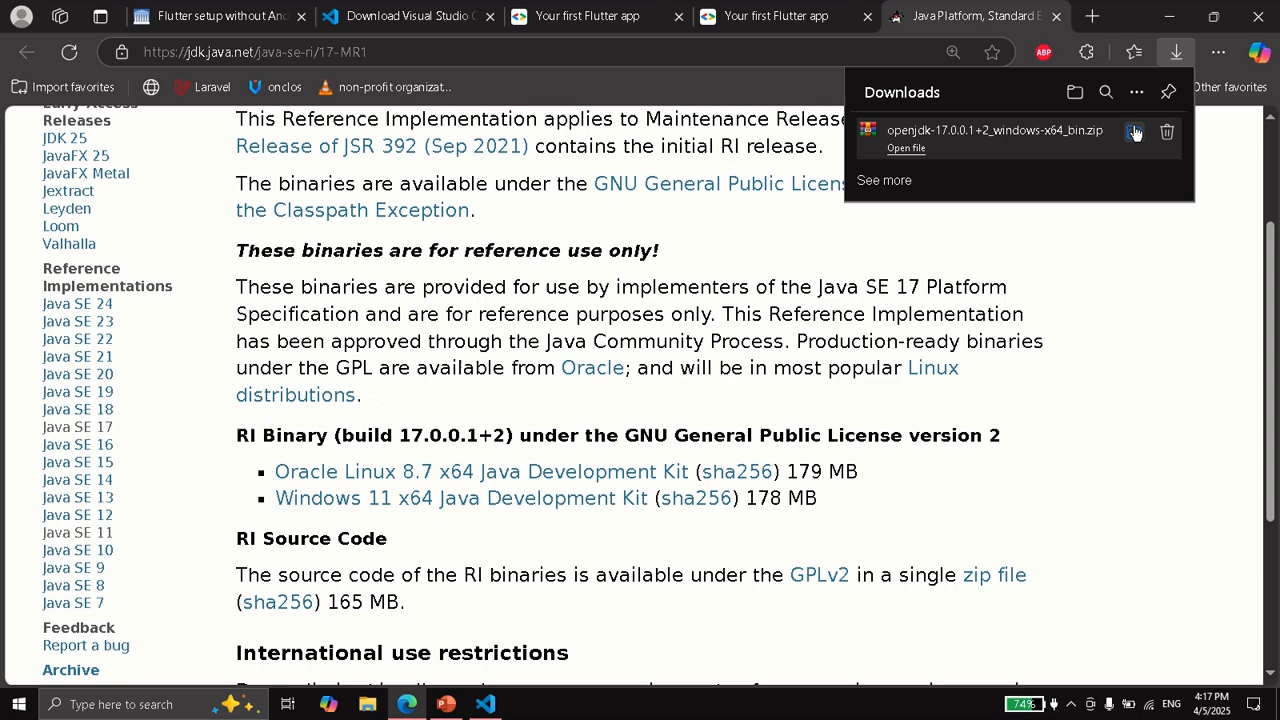 Flutter setup without And
Download Visual Studio C
Your first Flutter app
Your first Flutter app
Java Platform, Standard E
https://jdk.java.net/java-se-ri/17-MR1
ABP
Import favorites
Laravel
onclos
non-profit organizat...
Other favorites
Downloads
openjdk-17.0.0.1+2_windows-x64_bin.zip
Open file
See more
Early Access
Releases
JDK 25
JavaFX 25
JavaFX Metal
Jextract
Leyden
Loom
Valhalla
Reference
Implementations
Java SE 24
Java SE 23
Java SE 22
Java SE 21
Java SE 20
Java SE 19
Java SE 18
Java SE 17
Java SE 16
Java SE 15
Java SE 14
Java SE 13
Java SE 12
Java SE 11
Java SE 10
Java SE 9
Java SE 8
Java SE 7
Feedback
Report a bug
Archive
This Reference Implementation applies to Maintenance Release
Release of JSR 392 (Sep 2021) contains the initial RI release.
The binaries are available under the GNU General Public Licens
the Classpath Exception.
These binaries are for reference use only!
These binaries are provided for use by implementers of the Java SE 17 Platform
Specification and are for reference purposes only. This Reference Implementation
has been approved through the Java Community Process. Production-ready binaries
under the GPL are available from Oracle; and will be in most popular Linux
distributions.
RI Binary (build 17.0.0.1+2) under the GNU General Public License version 2
Oracle Linux 8.7 x64 Java Development Kit (sha256) 179 MB
Windows 11 x64 Java Development Kit (sha256) 178 MB
RI Source Code
The source code of the RI binaries is available under the GPLv2 in a single zip file
(sha256) 165 MB.
International use restrictions
Type here to search
74%
ENG
4:17 PM
4/5/2025